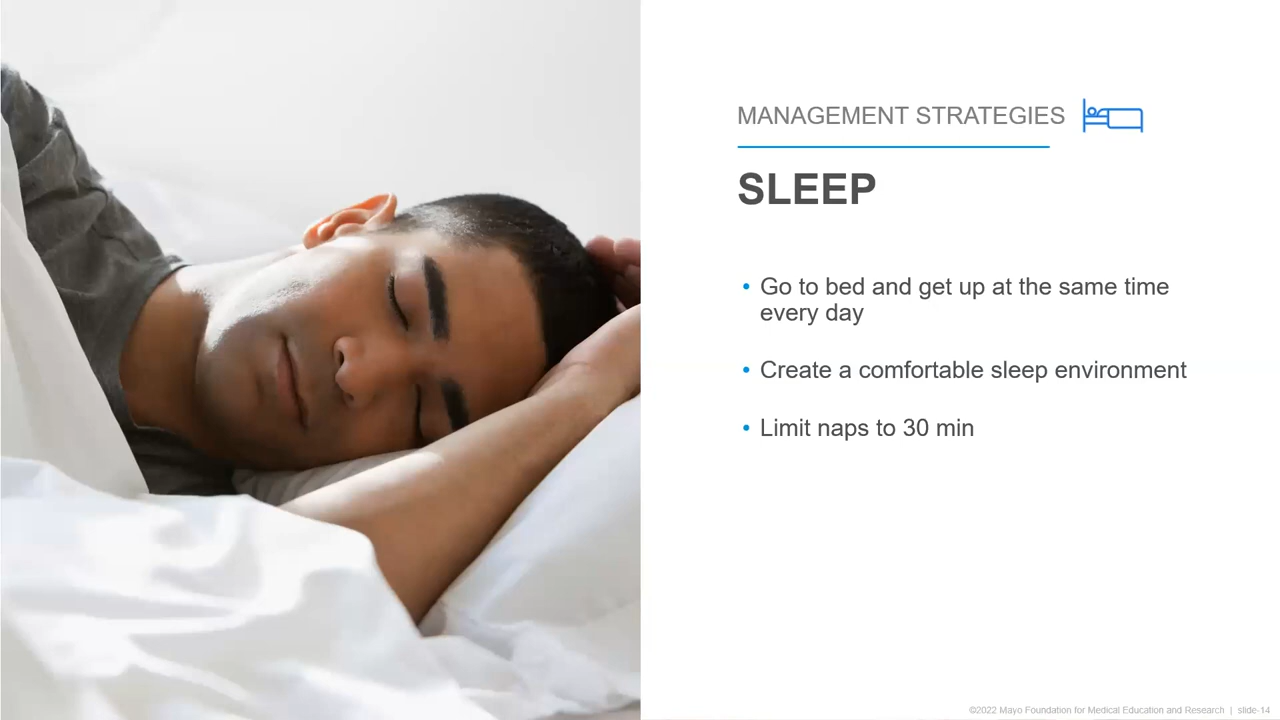 MANAGEMENT STRATEGIES
SLEEP
• Go to bed and get up at the same time
every day
• Create a comfortable sleep environment
• Limit naps to 30 min
©2022 Mayo Foundation for Medical Education and Research | slide-14